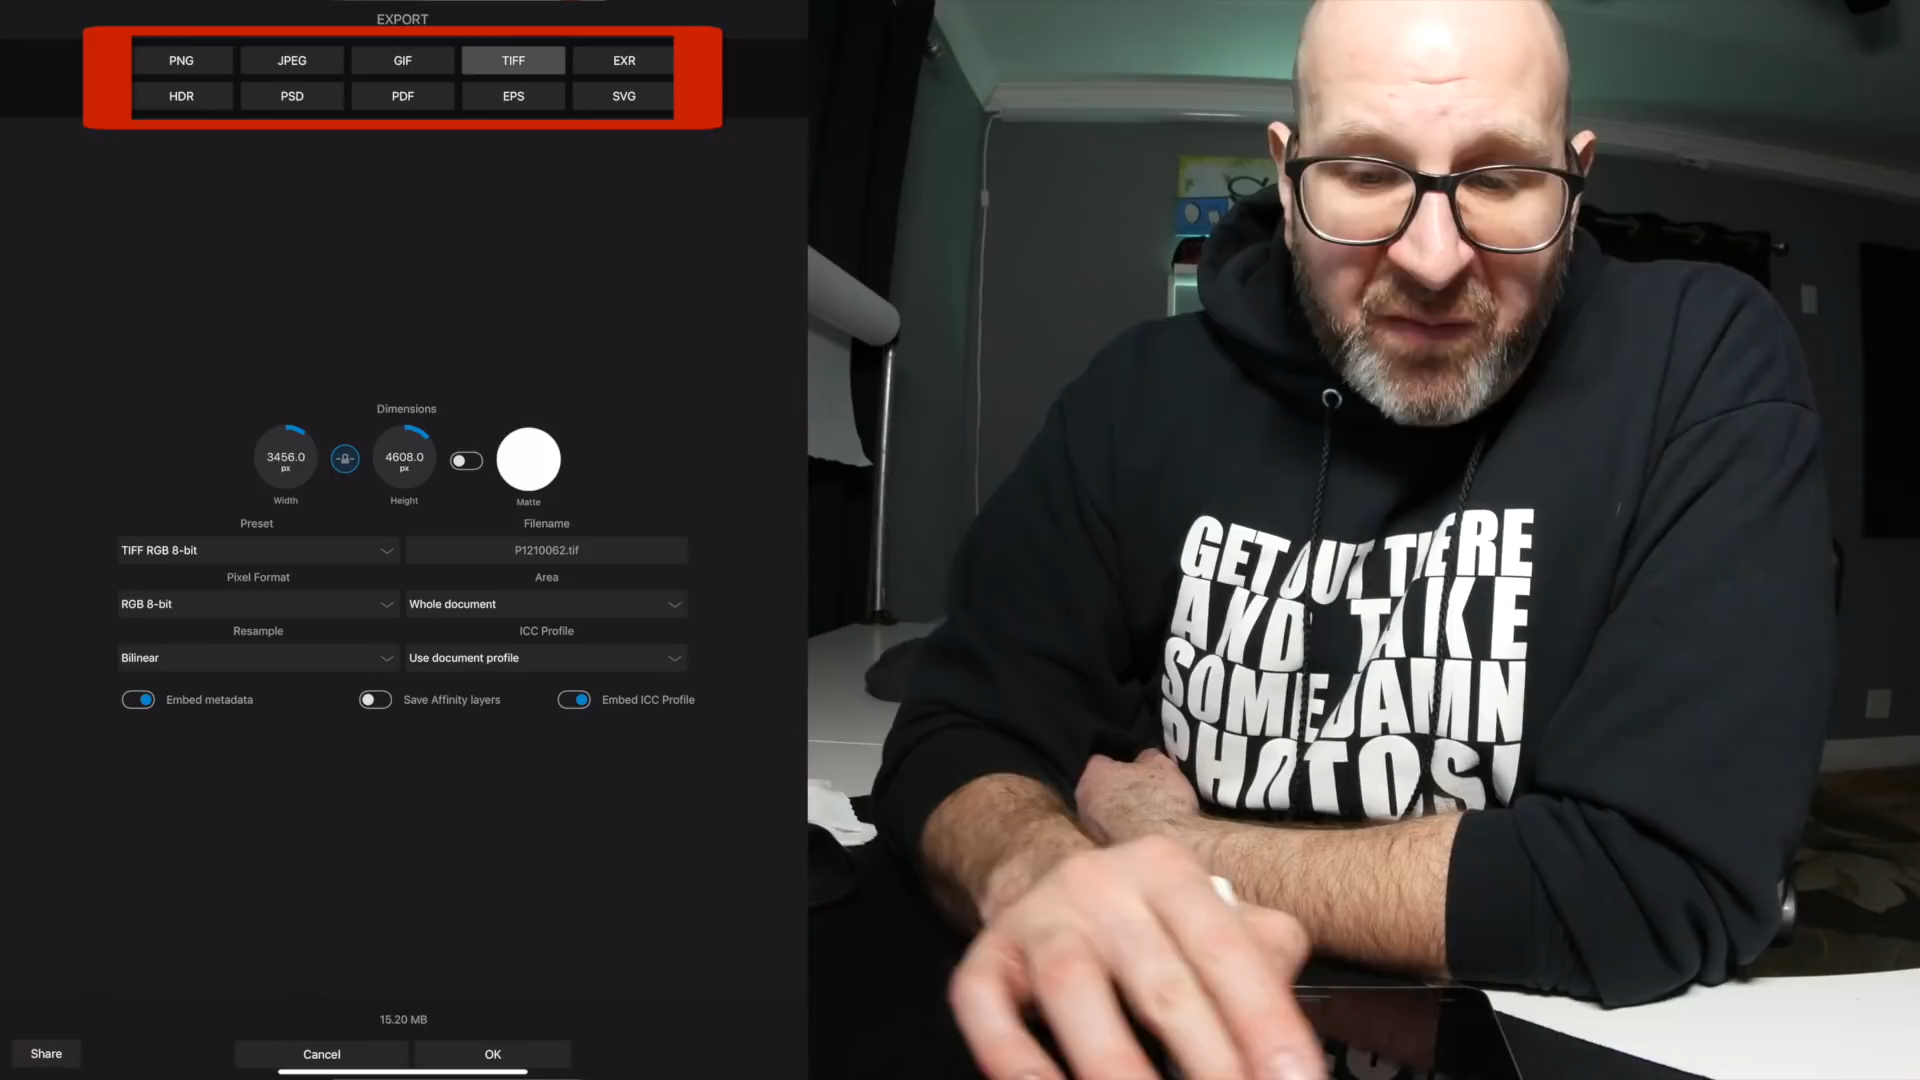 EXPORT
PNG JPEG GIF TIFF EXR
HDR PSD PDF EPS SVG
Dimensions
3456.0 px 4608.0 px
Width Height Matte
Preset Filename
TIFF RGB 8-bit P1210062.tif
Pixel Format Area
RGB 8-bit Whole document
Resample ICC Profile
Bilinear Use document profile
Embed metadata Save Affinity layers Embed ICC Profile
15.20 MB
Share Cancel OK
GET OUT THERE
AND TAKE
SOME DAMN
PHOTOS!